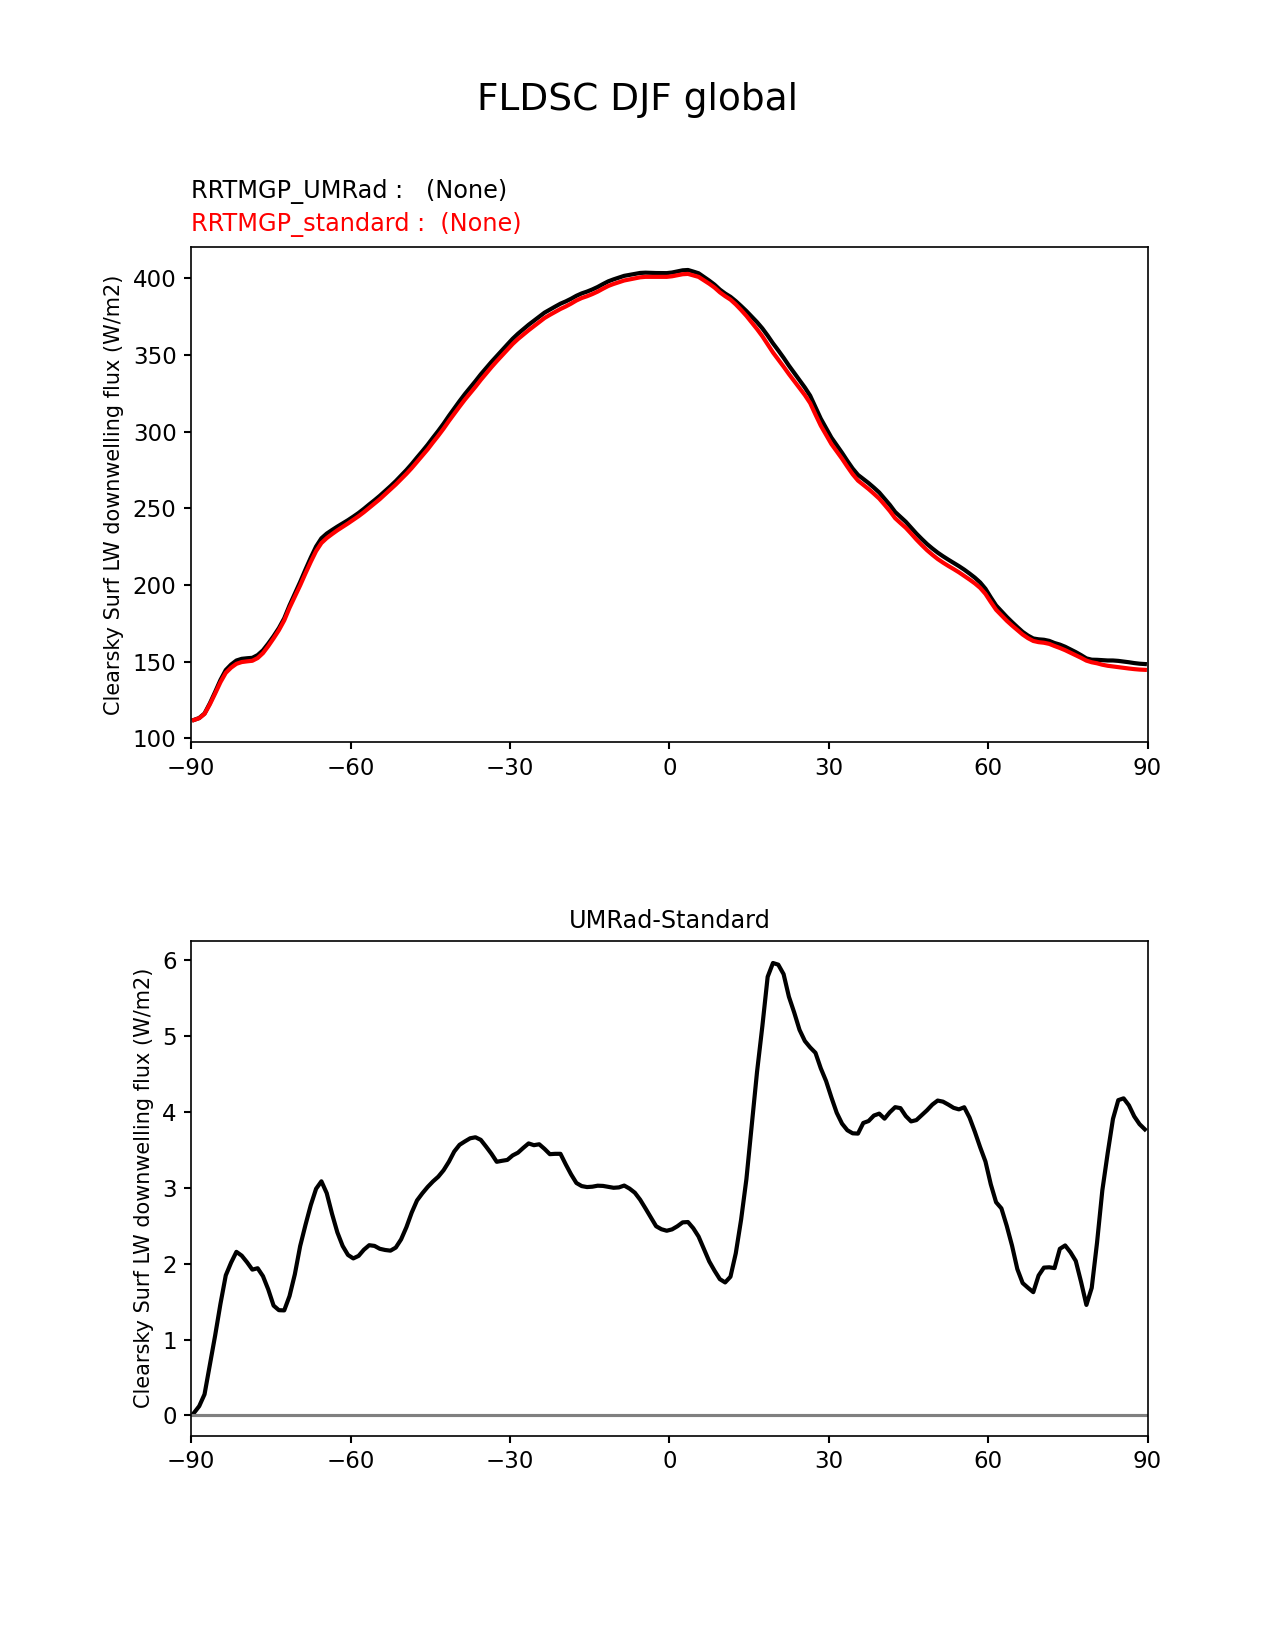 FLDSC DJF global
RRTMGP_UMRad :   (None)
RRTMGP_standard :  (None)
Clearsky Surf LW downwelling flux (W/m2)
400
350
300
250
200
150
100
−90 −60 −30 0 30 60 90
UMRad-Standard
Clearsky Surf LW downwelling flux (W/m2)
6
5
4
3
2
1
0
−90 −60 −30 0 30 60 90